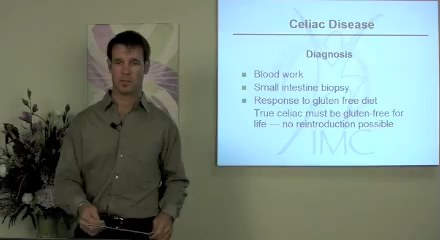 Celiac Disease
Diagnosis
Blood work
Small intestine biopsy
Response to gluten free diet
True celiac must be gluten-free for
life — no reintroduction possible
IMC